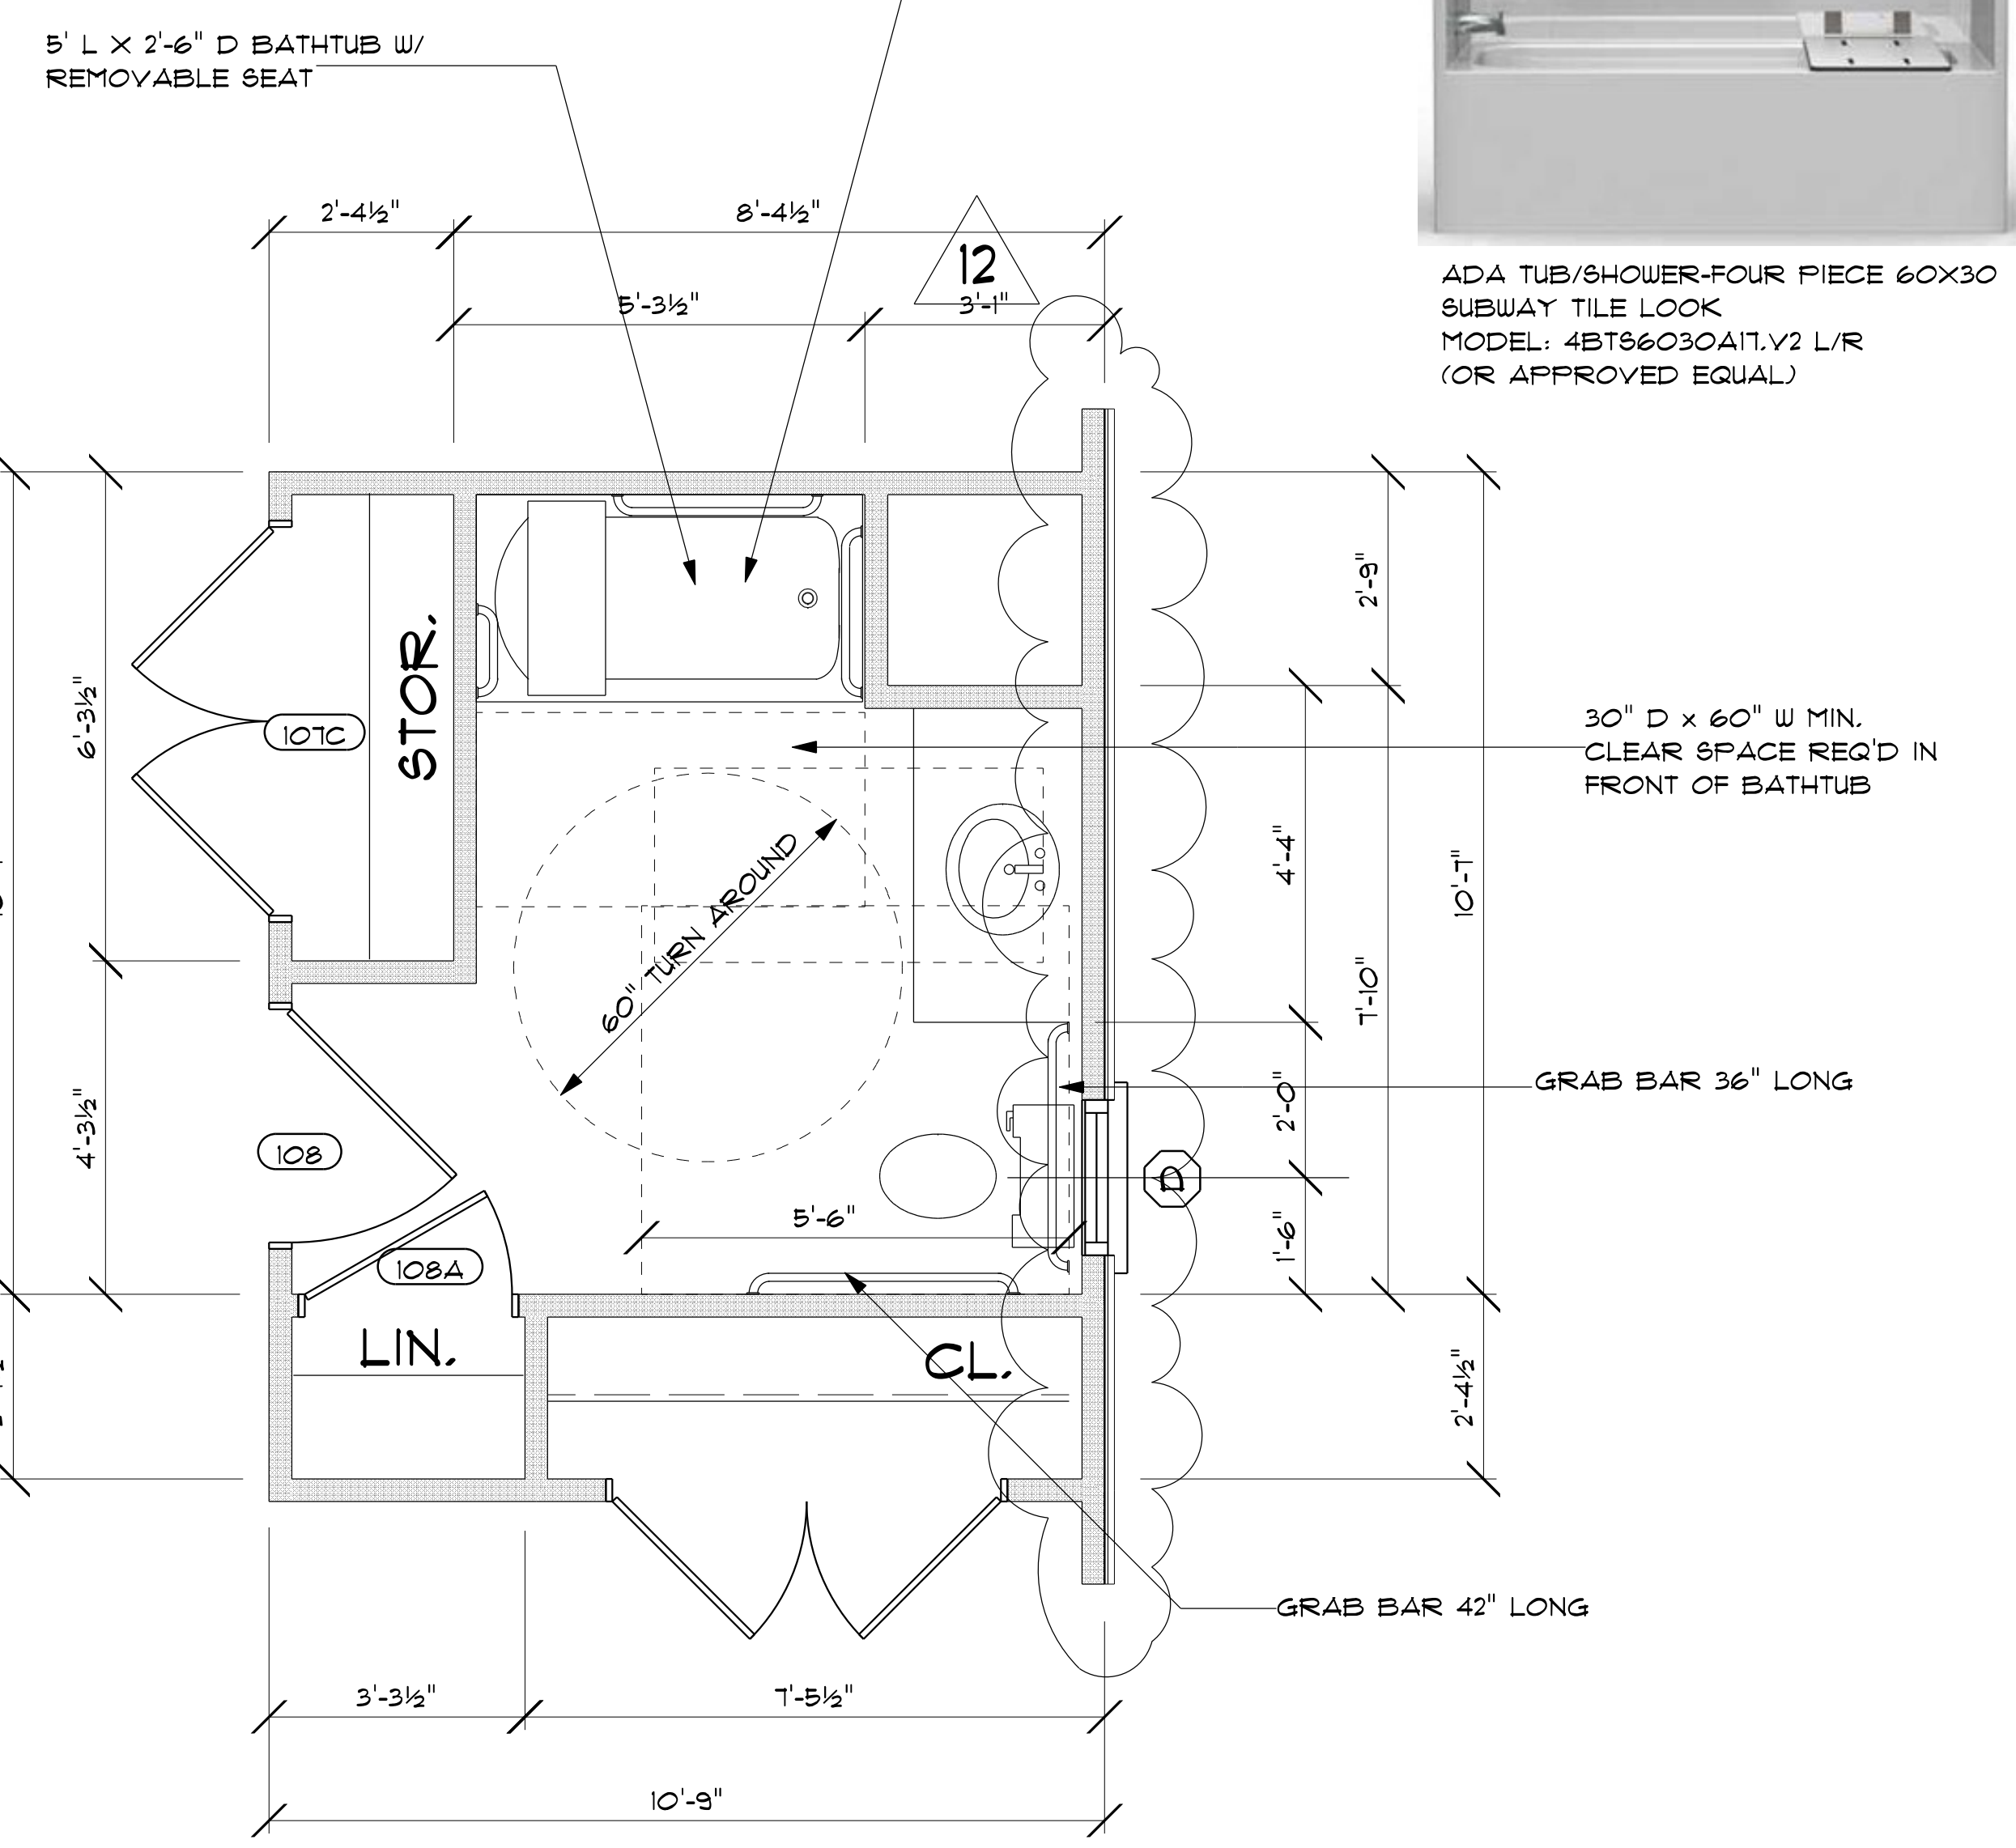 5' L X 2'-6" D BATHTUB W/
REMOVABLE SEAT
ADA TUB/SHOWER-FOUR PIECE 60X30
SUBWAY TILE LOOK
MODEL: 4BTS6030A17.V2 L/R
(OR APPROVED EQUAL)
2'-4½"
8'-4½"
12
5'-3½"
3'-1"
2'-9"
6'-3½"
STOR.
107C
30" D x 60" W MIN.
CLEAR SPACE REQ'D IN
FRONT OF BATHTUB
60" TURN AROUND
4'-4"
10'-7"
7'-10"
4'-3½"
108
2'-0"
GRAB BAR 36" LONG
D
5'-6"
1'-6"
108A
LIN.
CL.
2'-4½"
GRAB BAR 42" LONG
3'-3½"
7'-5½"
10'-9"